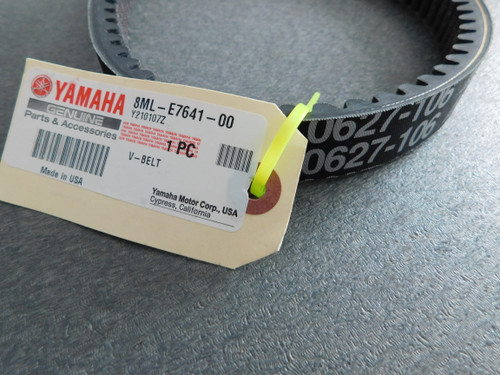 YAMAHA
GENUINE
Parts & Accessories
8ML-E7641-00
Y210107Z
1 PC
V-BELT
Made in USA
Yamaha Motor Corp., USA
Cypress, California
0627-106
0627-106